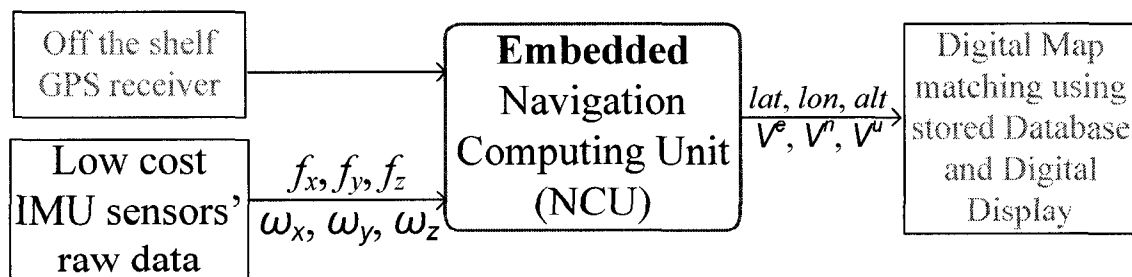 Off the shelf
GPS receiver
Low cost
IMU sensors’
raw data
fx, fy, fz
ωx, ωy, ωz
Embedded
Navigation
Computing Unit
(NCU)
lat, lon, alt
Ve, Vn, Vu
Digital Map
matching using
stored Database
and Digital
Display